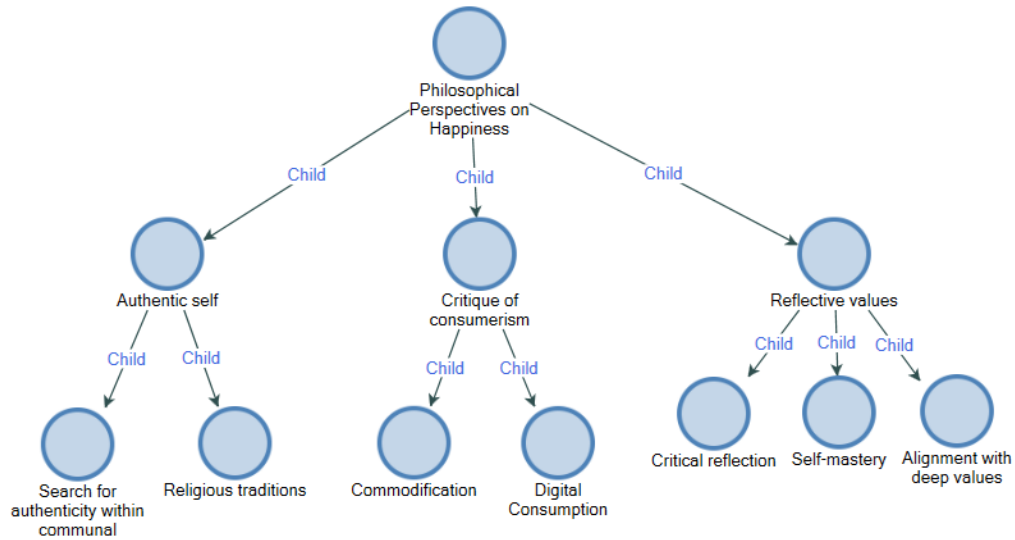 Philosophical
Perspectives on
Happiness
Child
Child
Child
Authentic self
Critique of
consumerism
Reflective values
Child
Child
Child
Child
Child
Child
Child
Search for
authenticity within
communal
Religious traditions
Commodification
Digital
Consumption
Critical reflection
Self-mastery
Alignment with
deep values